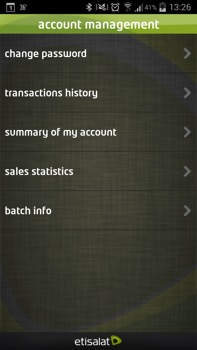 1 36° 41% 13:26
account management
change password
transactions history
summary of my account
sales statistics
batch info
etisalat